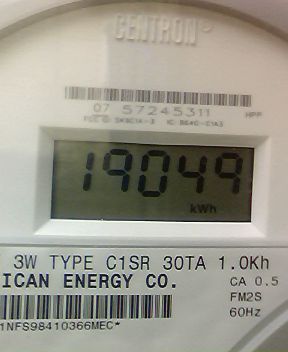 CENTRON®
07 57245311 HPP
19049
kWh
3W TYPE C1SR 30TA 1.0Kh
ICAN ENERGY CO.
CA 0.5
FM2S
60Hz
1NFS98410366MEC*